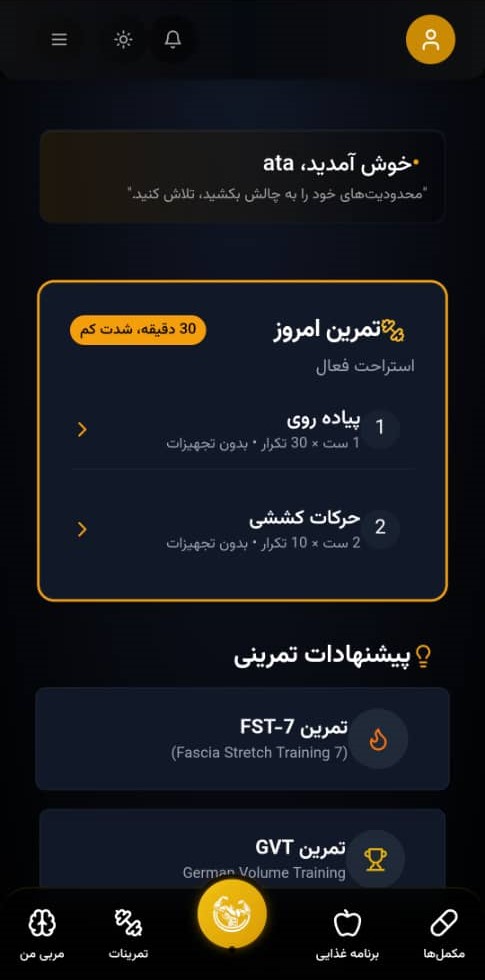 خوش آمدید، ata
"محدودیت‌های خود را به چالش بکشید، تلاش کنید."
تمرین امروز
30 دقیقه، شدت کم
استراحت فعال
1
پیاده روی
1 ست × 30 تکرار • بدون تجهیزات
2
حرکات کششی
2 ست × 10 تکرار • بدون تجهیزات
پیشنهادات تمرینی
تمرین FST-7
(Fascia Stretch Training 7)
تمرین GVT
German Volume Training
مکمل‌ها
برنامه غذایی
تمرینات
مربی من